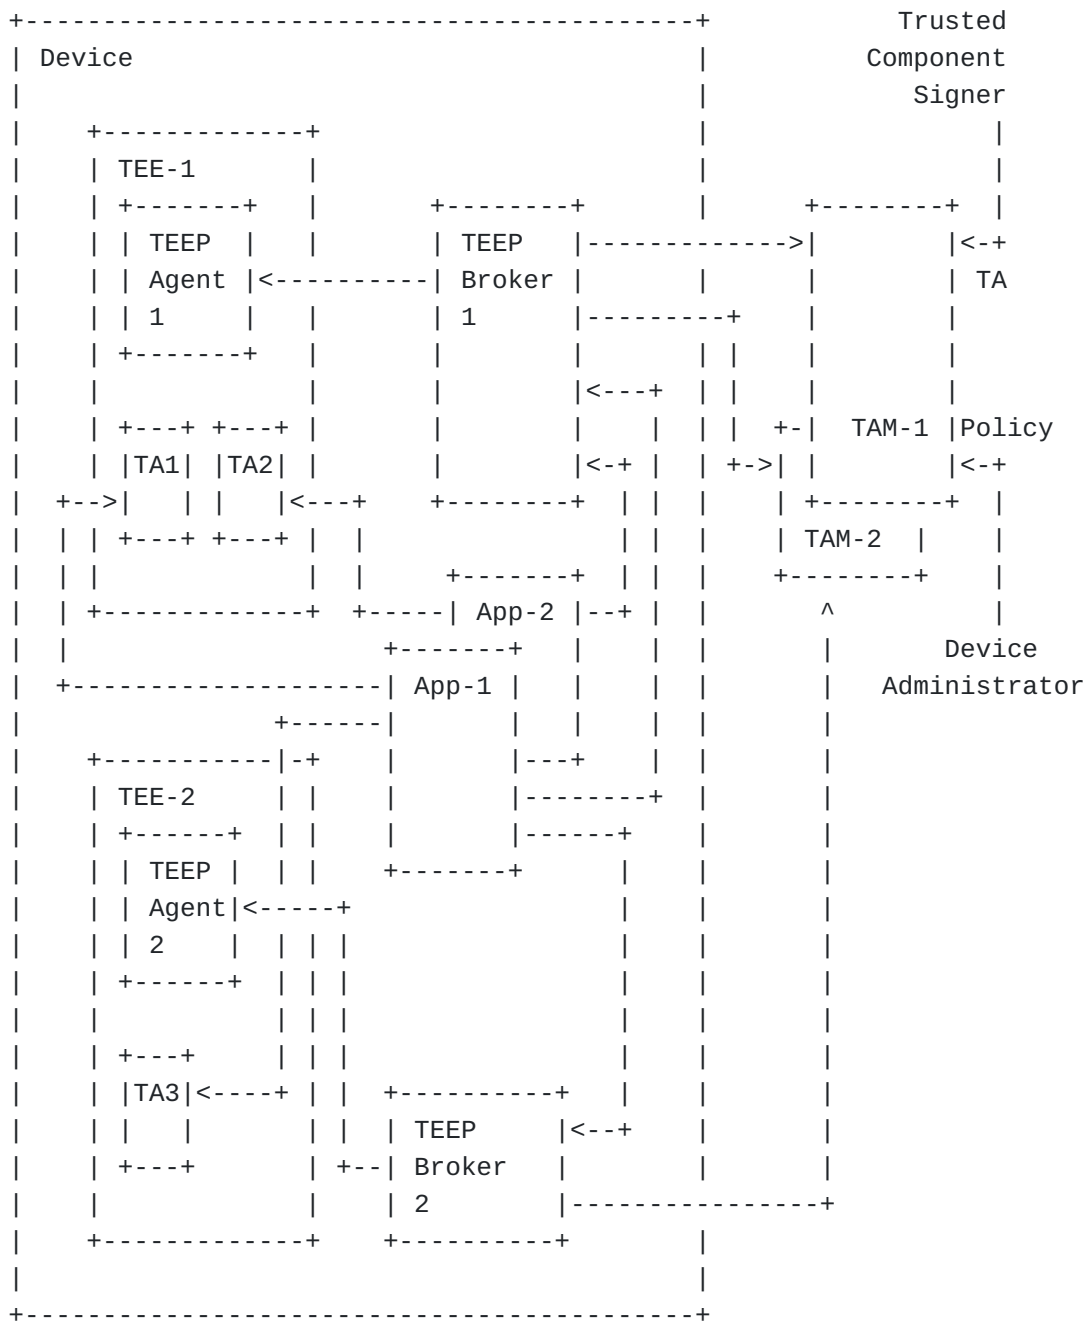 Trusted
Device Component
Signer
TEE-1
TEEP TEEP
Agent Broker TA
1 1
TAM-1 Policy
TA1 TA2
TAM-2
App-2
Device
App-1 Administrator
TEE-2
TEEP
Agent
2
TA3
TEEP
Broker
2